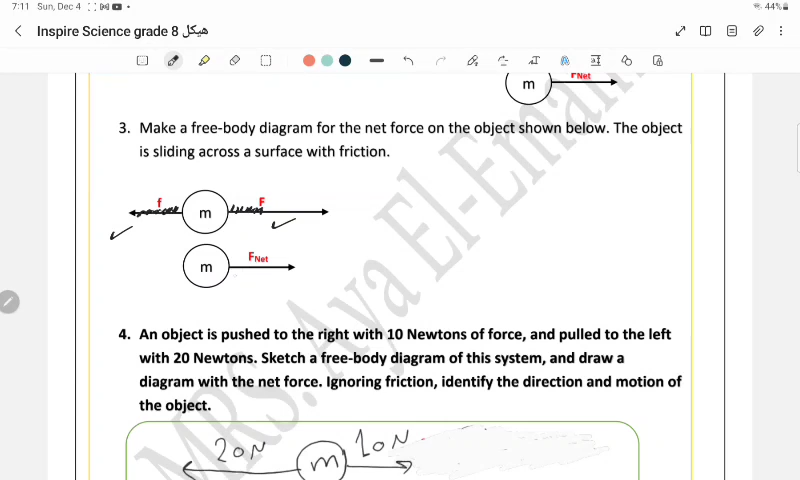 7:11 Sun, Dec 4
44%
Inspire Science grade 8 هيكل
m
FNet
3. Make a free-body diagram for the net force on the object shown below. The object
is sliding across a surface with friction.
f
F
m
m
FNet
4. An object is pushed to the right with 10 Newtons of force, and pulled to the left
with 20 Newtons. Sketch a free-body diagram of this system, and draw a
diagram with the net force. Ignoring friction, identify the direction and motion of
the object.
20N
m
10N
MRS. Aya El-Eman